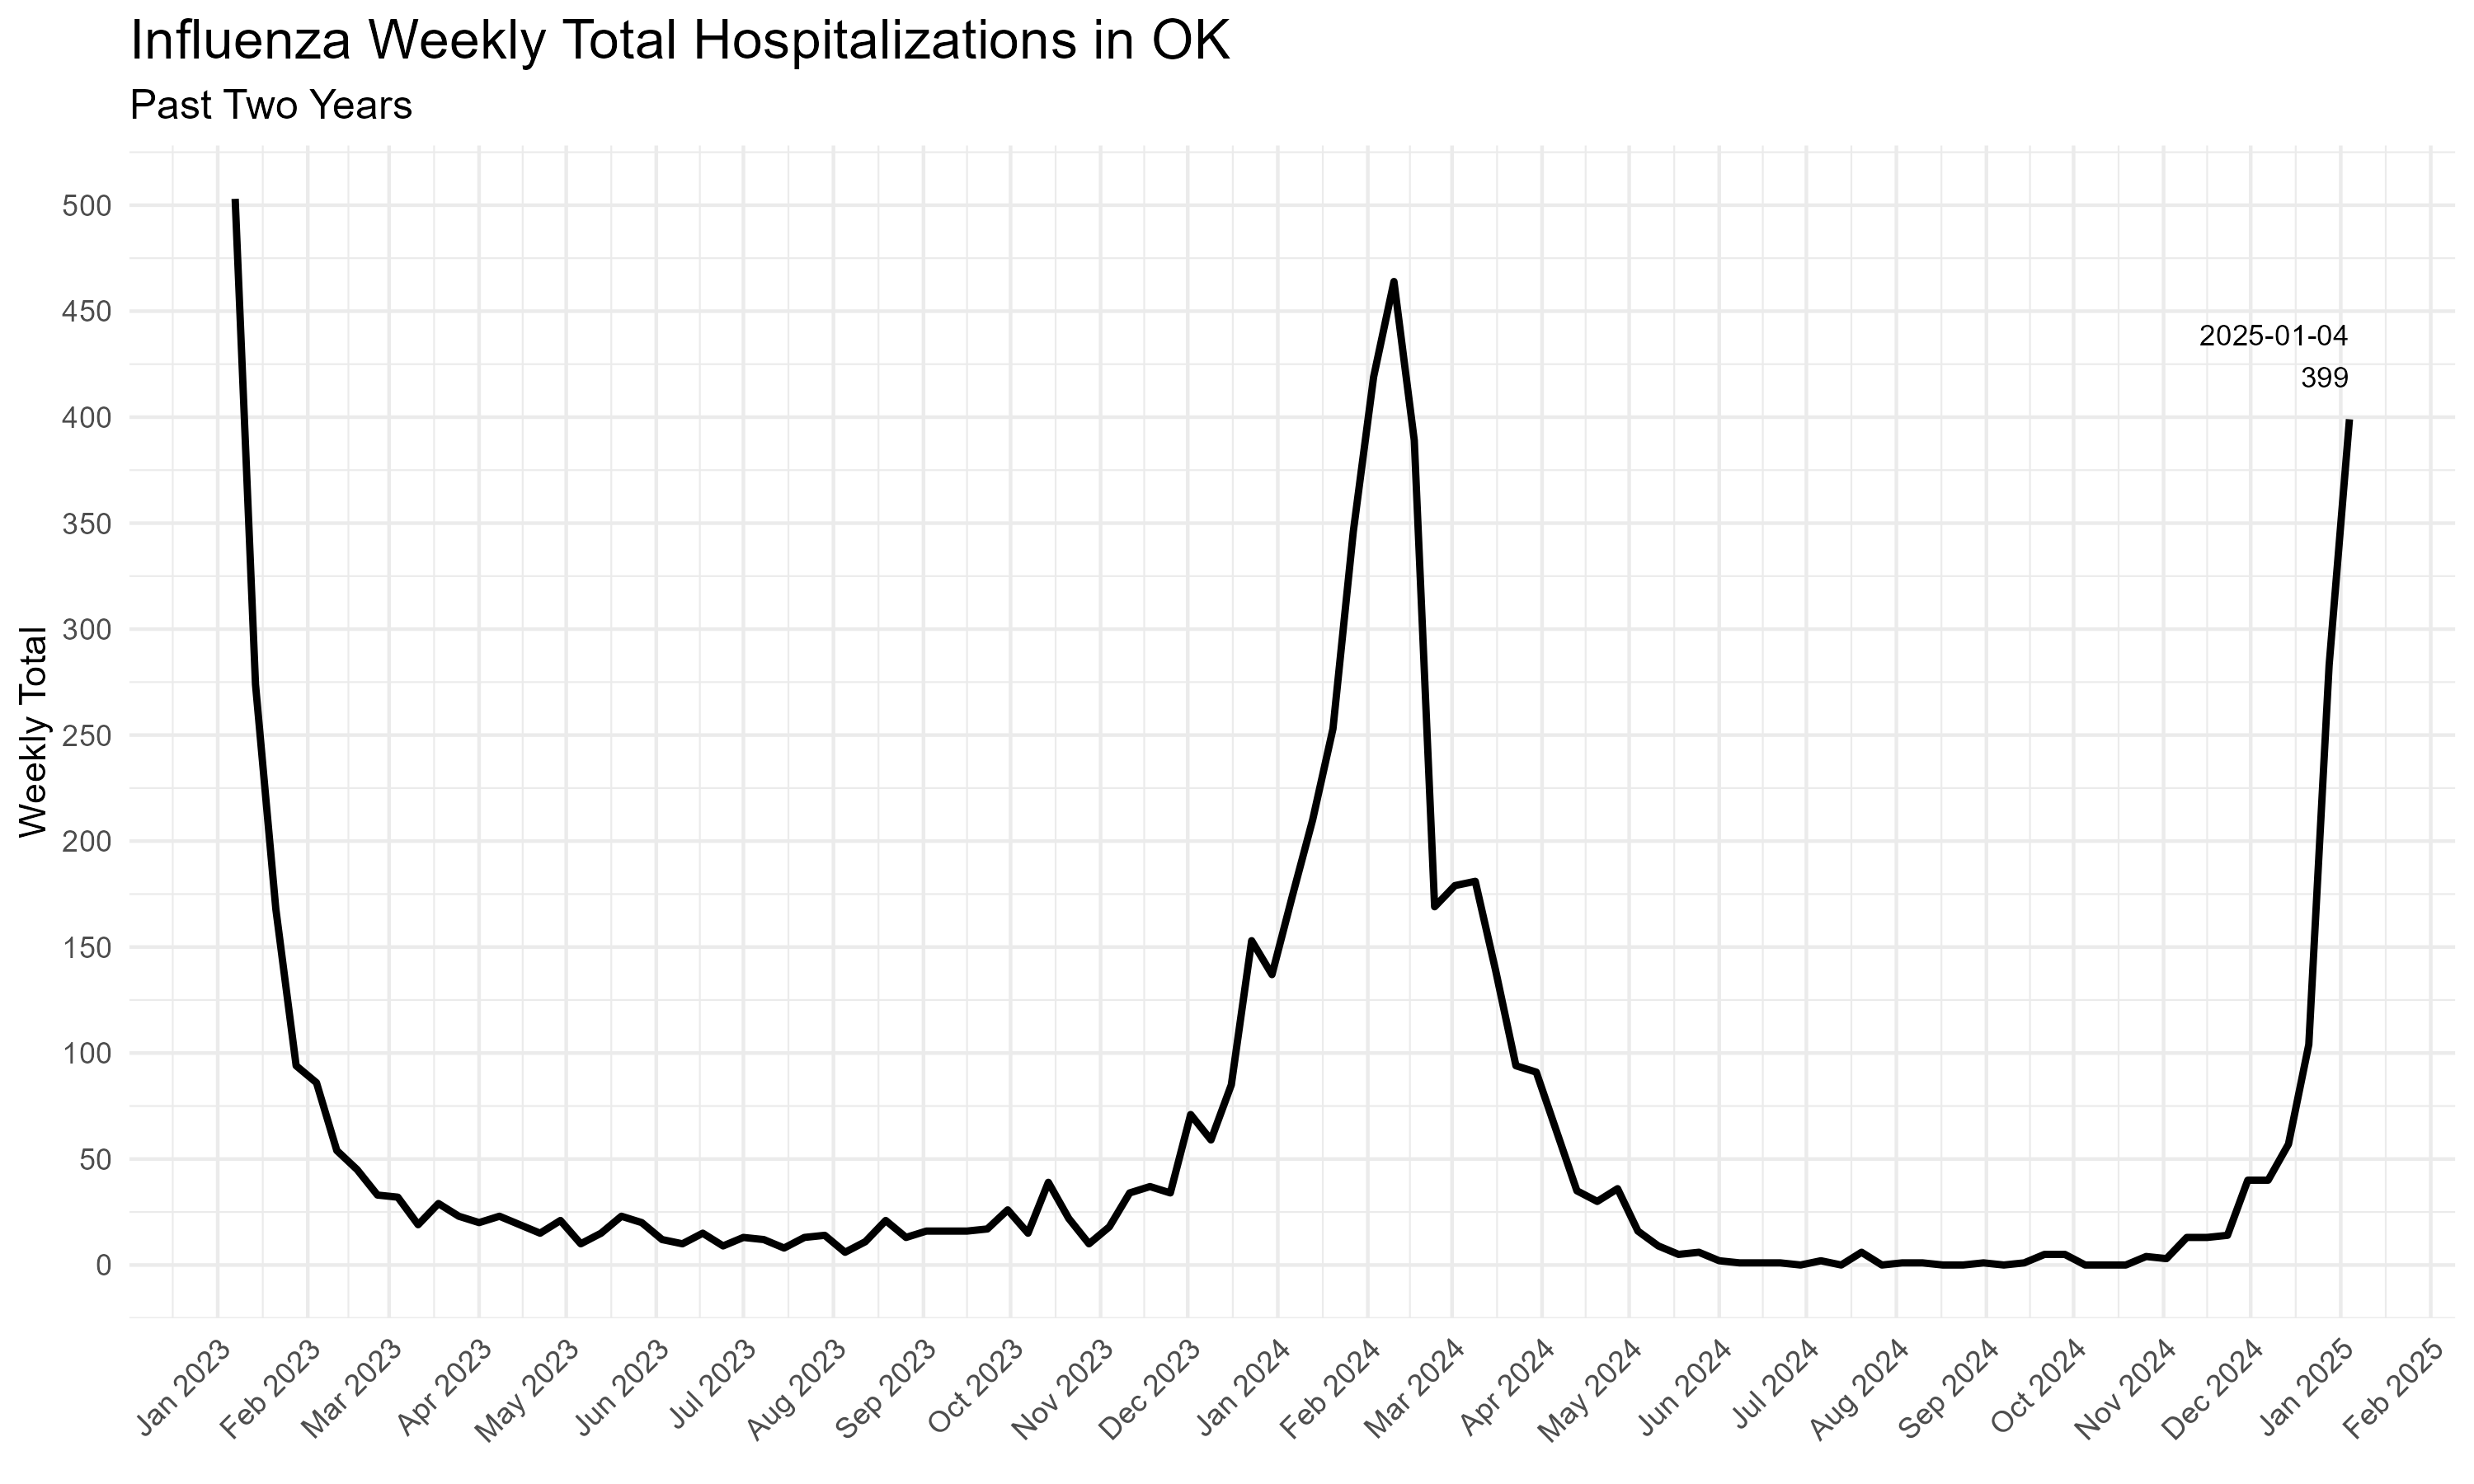 Influenza Weekly Total Hospitalizations in OK
Past Two Years
Weekly Total
500
450
400
350
300
250
200
150
100
50
0
2025-01-04
399
Jan 2023
Feb 2023
Mar 2023
Apr 2023
May 2023
Jun 2023
Jul 2023
Aug 2023
Sep 2023
Oct 2023
Nov 2023
Dec 2023
Jan 2024
Feb 2024
Mar 2024
Apr 2024
May 2024
Jun 2024
Jul 2024
Aug 2024
Sep 2024
Oct 2024
Nov 2024
Dec 2024
Jan 2025
Feb 2025